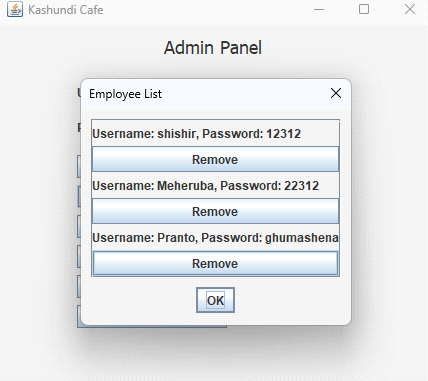 Kashundi Cafe
Admin Panel
Employee List
Username: shishir, Password: 12312
Remove
Username: Meheruba, Password: 22312
Remove
Username: Pranto, Password: ghumashena
Remove
OK